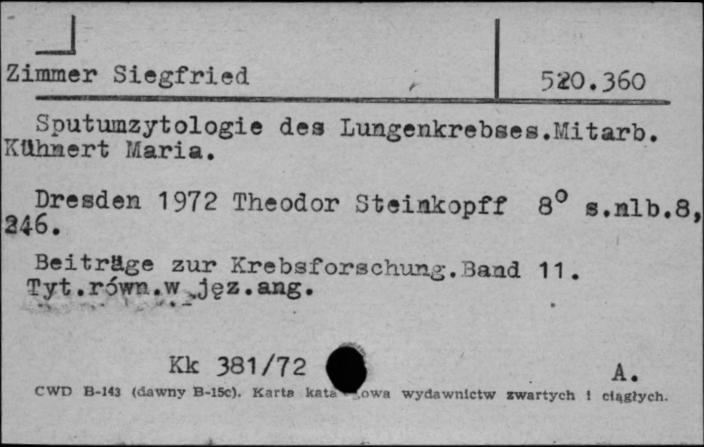 Zimmer Siegfried 520.360
Sputumzytologie des Lungenkrebses.Mitarb.
Kühnert Maria.
Dresden 1972 Theodor Steinkopff 8° s.nlb.8,
246.
Beiträge zur Krebsforschung.Band 11.
Tyt.równ.w jęz.ang.
Kk 381/72 A.
CWD B-143 (dawny B-15c). Karta wydawnictw zwartych i ciągłych.